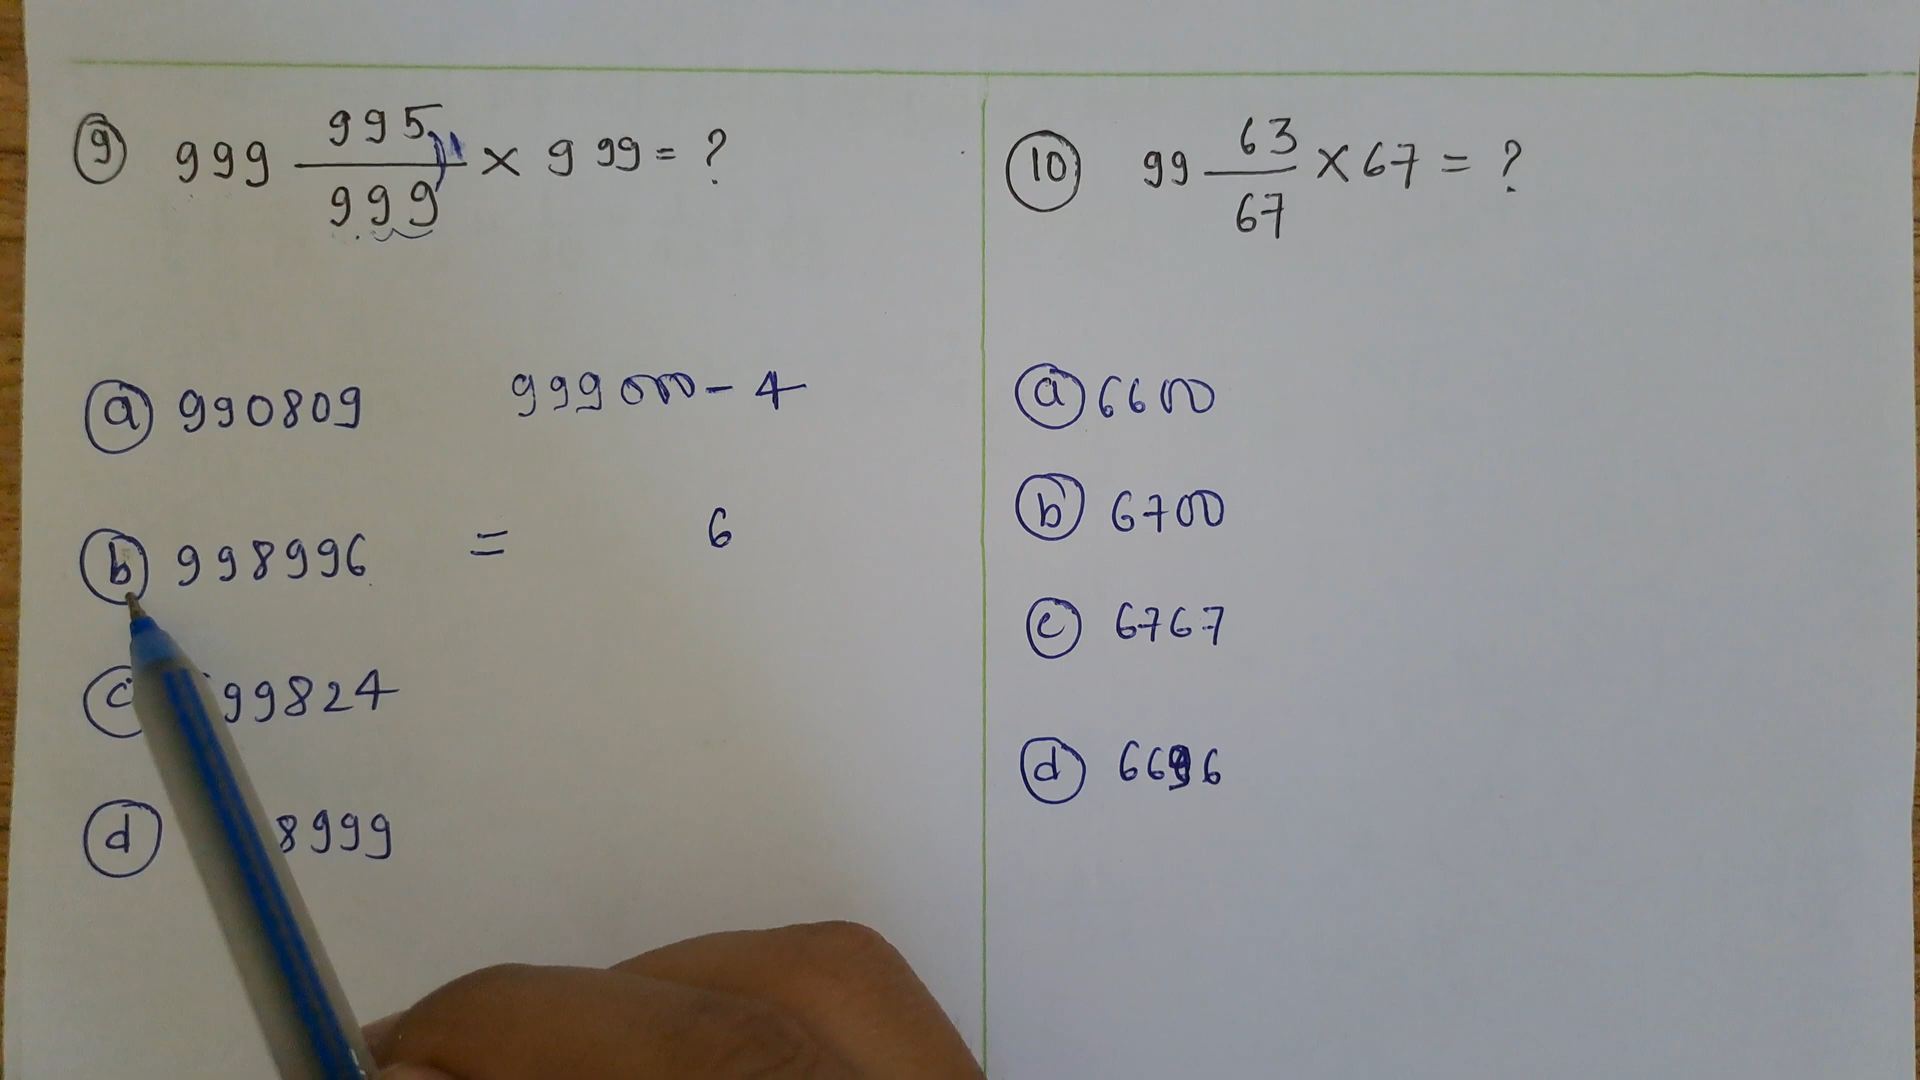 9 999 995/999 × 999 = ?
a 990809
999000 - 4
b 998996
= 6
c 99824
d 8999
10 99 63/67 × 67 = ?
a 6600
b 6700
c 6767
d 6696